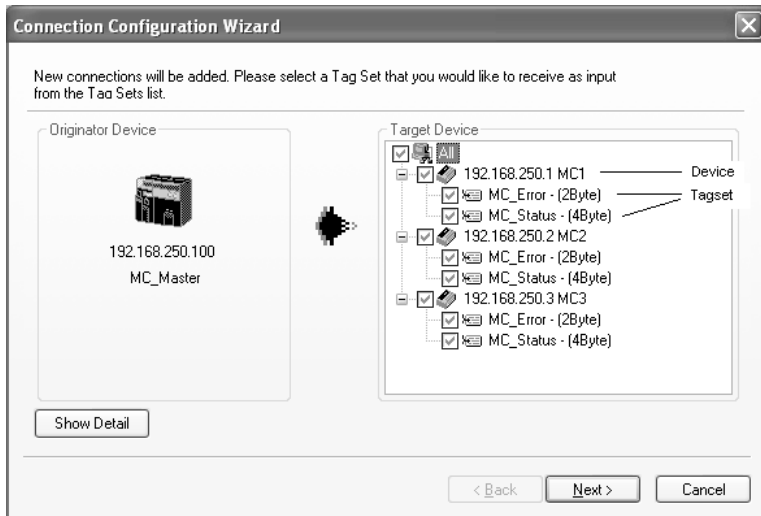 Connection Configuration Wizard
New connections will be added. Please select a Tag Set that you would like to receive as input
from the Tag Sets list.
Originator Device
192.168.250.100
MC_Master
Target Device
All
192.168.250.1 MC1
Device
MC_Error - (2Byte)
Tagset
MC_Status - (4Byte)
192.168.250.2 MC2
MC_Error - (2Byte)
MC_Status - (4Byte)
192.168.250.3 MC3
MC_Error - (2Byte)
MC_Status - (4Byte)
Show Detail
< Back
Next >
Cancel